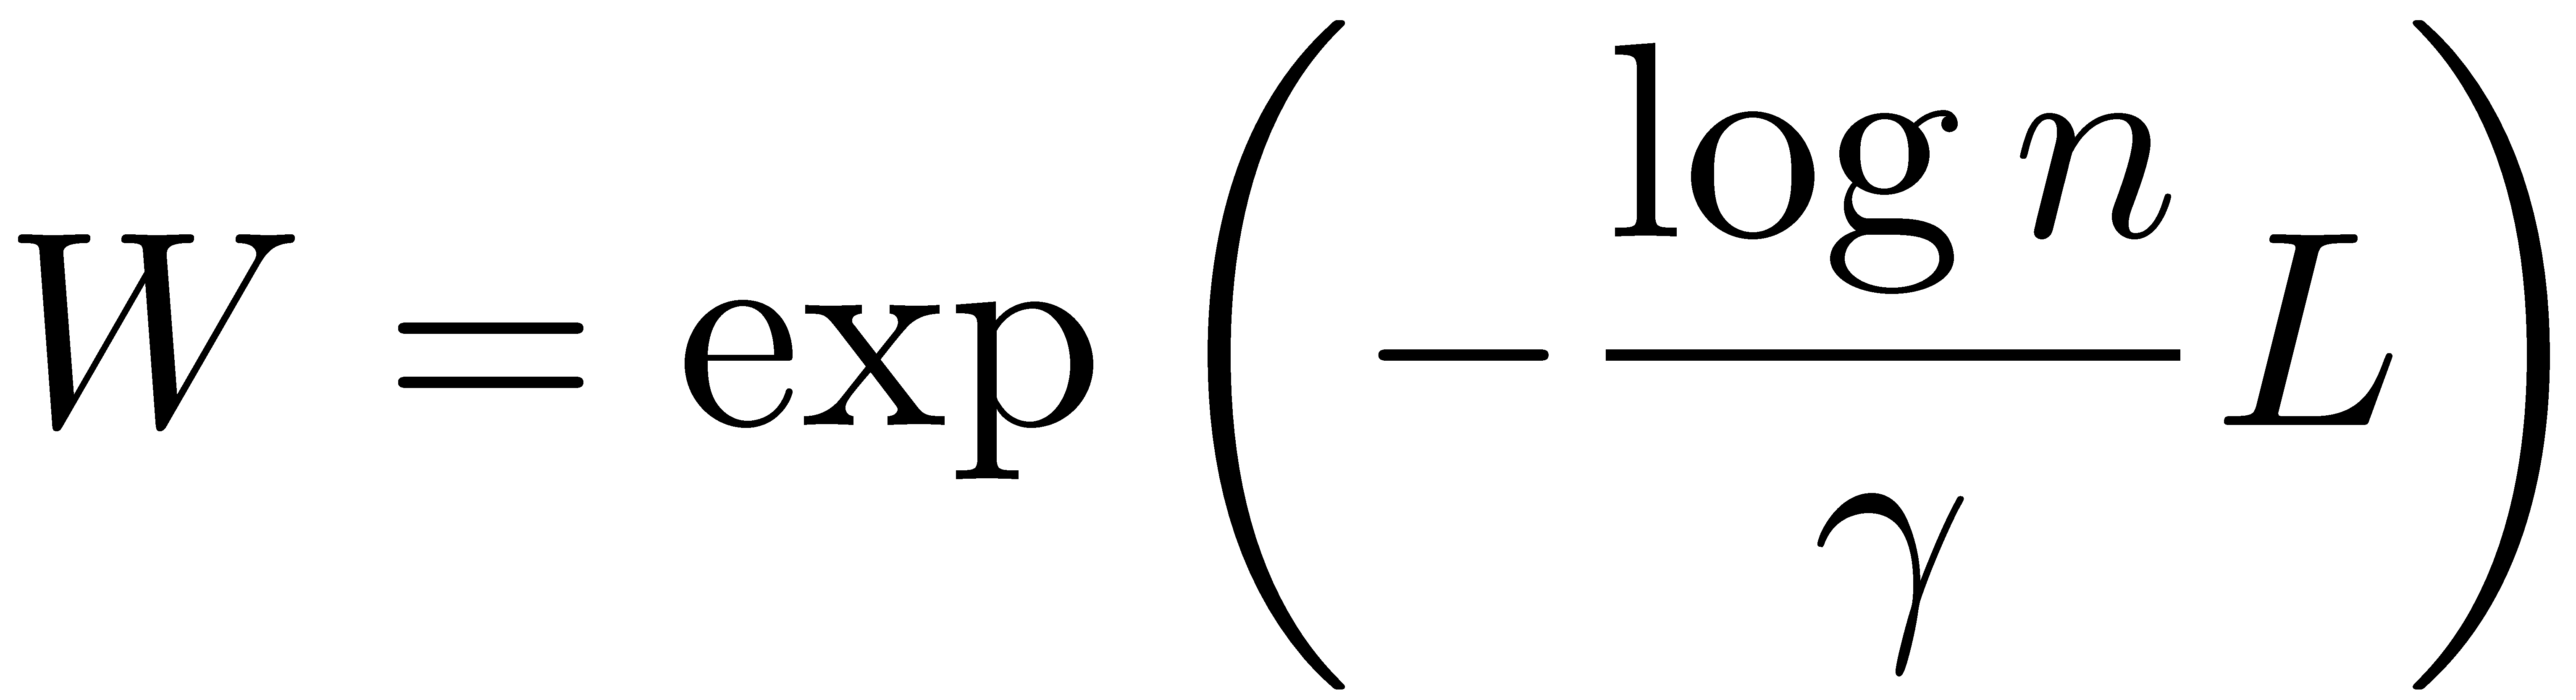 W = exp ( − log n / γ L )